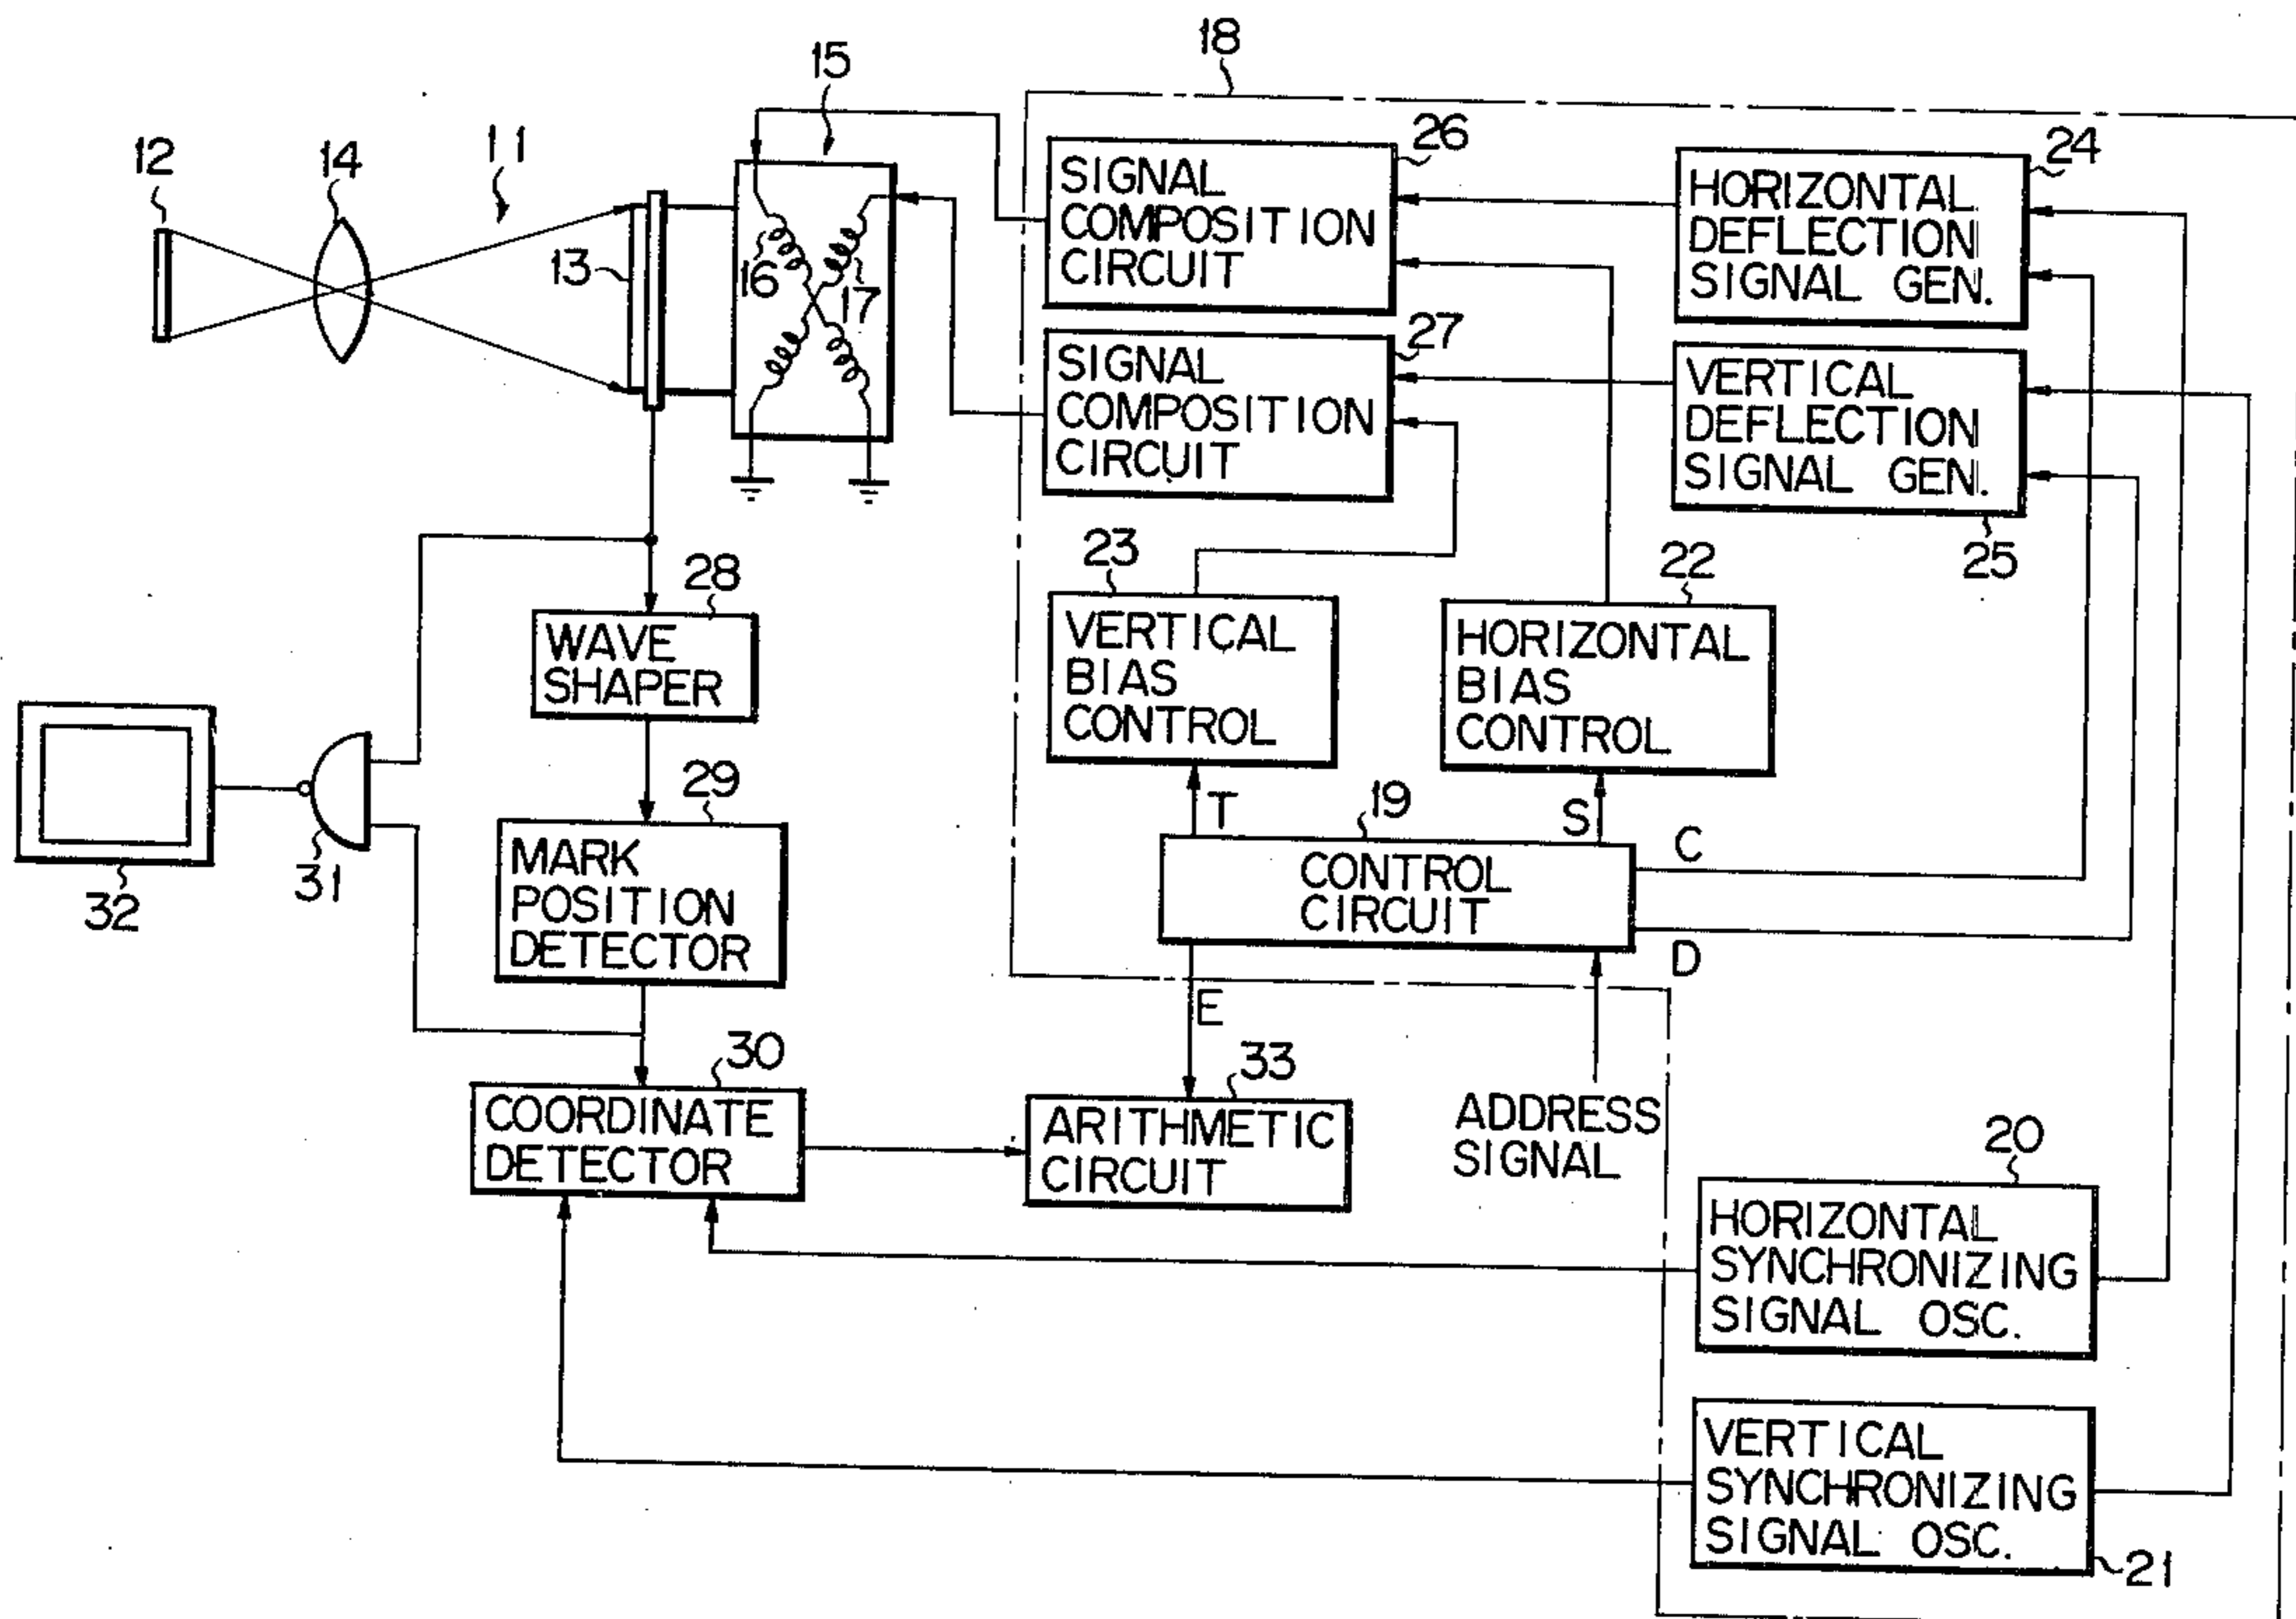 18
15
11
12
14
26
24
SIGNAL
COMPOSITION
CIRCUIT
HORIZONTAL
DEFLECTION
SIGNAL GEN.
13
16
17
27
SIGNAL
COMPOSITION
CIRCUIT
VERTICAL
DEFLECTION
SIGNAL GEN.
25
28
23
22
WAVE
SHAPER
VERTICAL
BIAS
CONTROL
HORIZONTAL
BIAS
CONTROL
29
T
19
S
C
31
32
MARK
POSITION
DETECTOR
CONTROL
CIRCUIT
D
E
30
33
COORDINATE
DETECTOR
ARITHMETIC
CIRCUIT
ADDRESS
SIGNAL
20
HORIZONTAL
SYNCHRONIZING
SIGNAL OSC.
VERTICAL
SYNCHRONIZING
SIGNAL OSC.
21